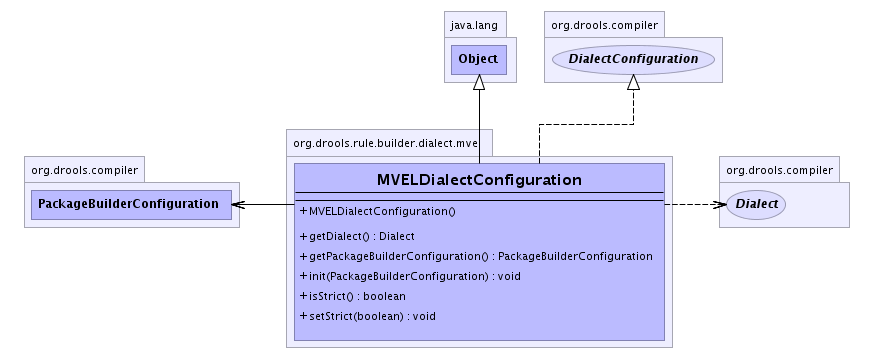 java.lang
Object
org.drools.compiler
DialectConfiguration
org.drools.rule.builder.dialect.mvel
org.drools.compiler
PackageBuilderConfiguration
MVELDialectConfiguration
+ MVELDialectConfiguration()
+ getDialect() : Dialect
+ getPackageBuilderConfiguration() : PackageBuilderConfiguration
+ init(PackageBuilderConfiguration) : void
+ isStrict() : boolean
+ setStrict(boolean) : void
org.drools.compiler
Dialect